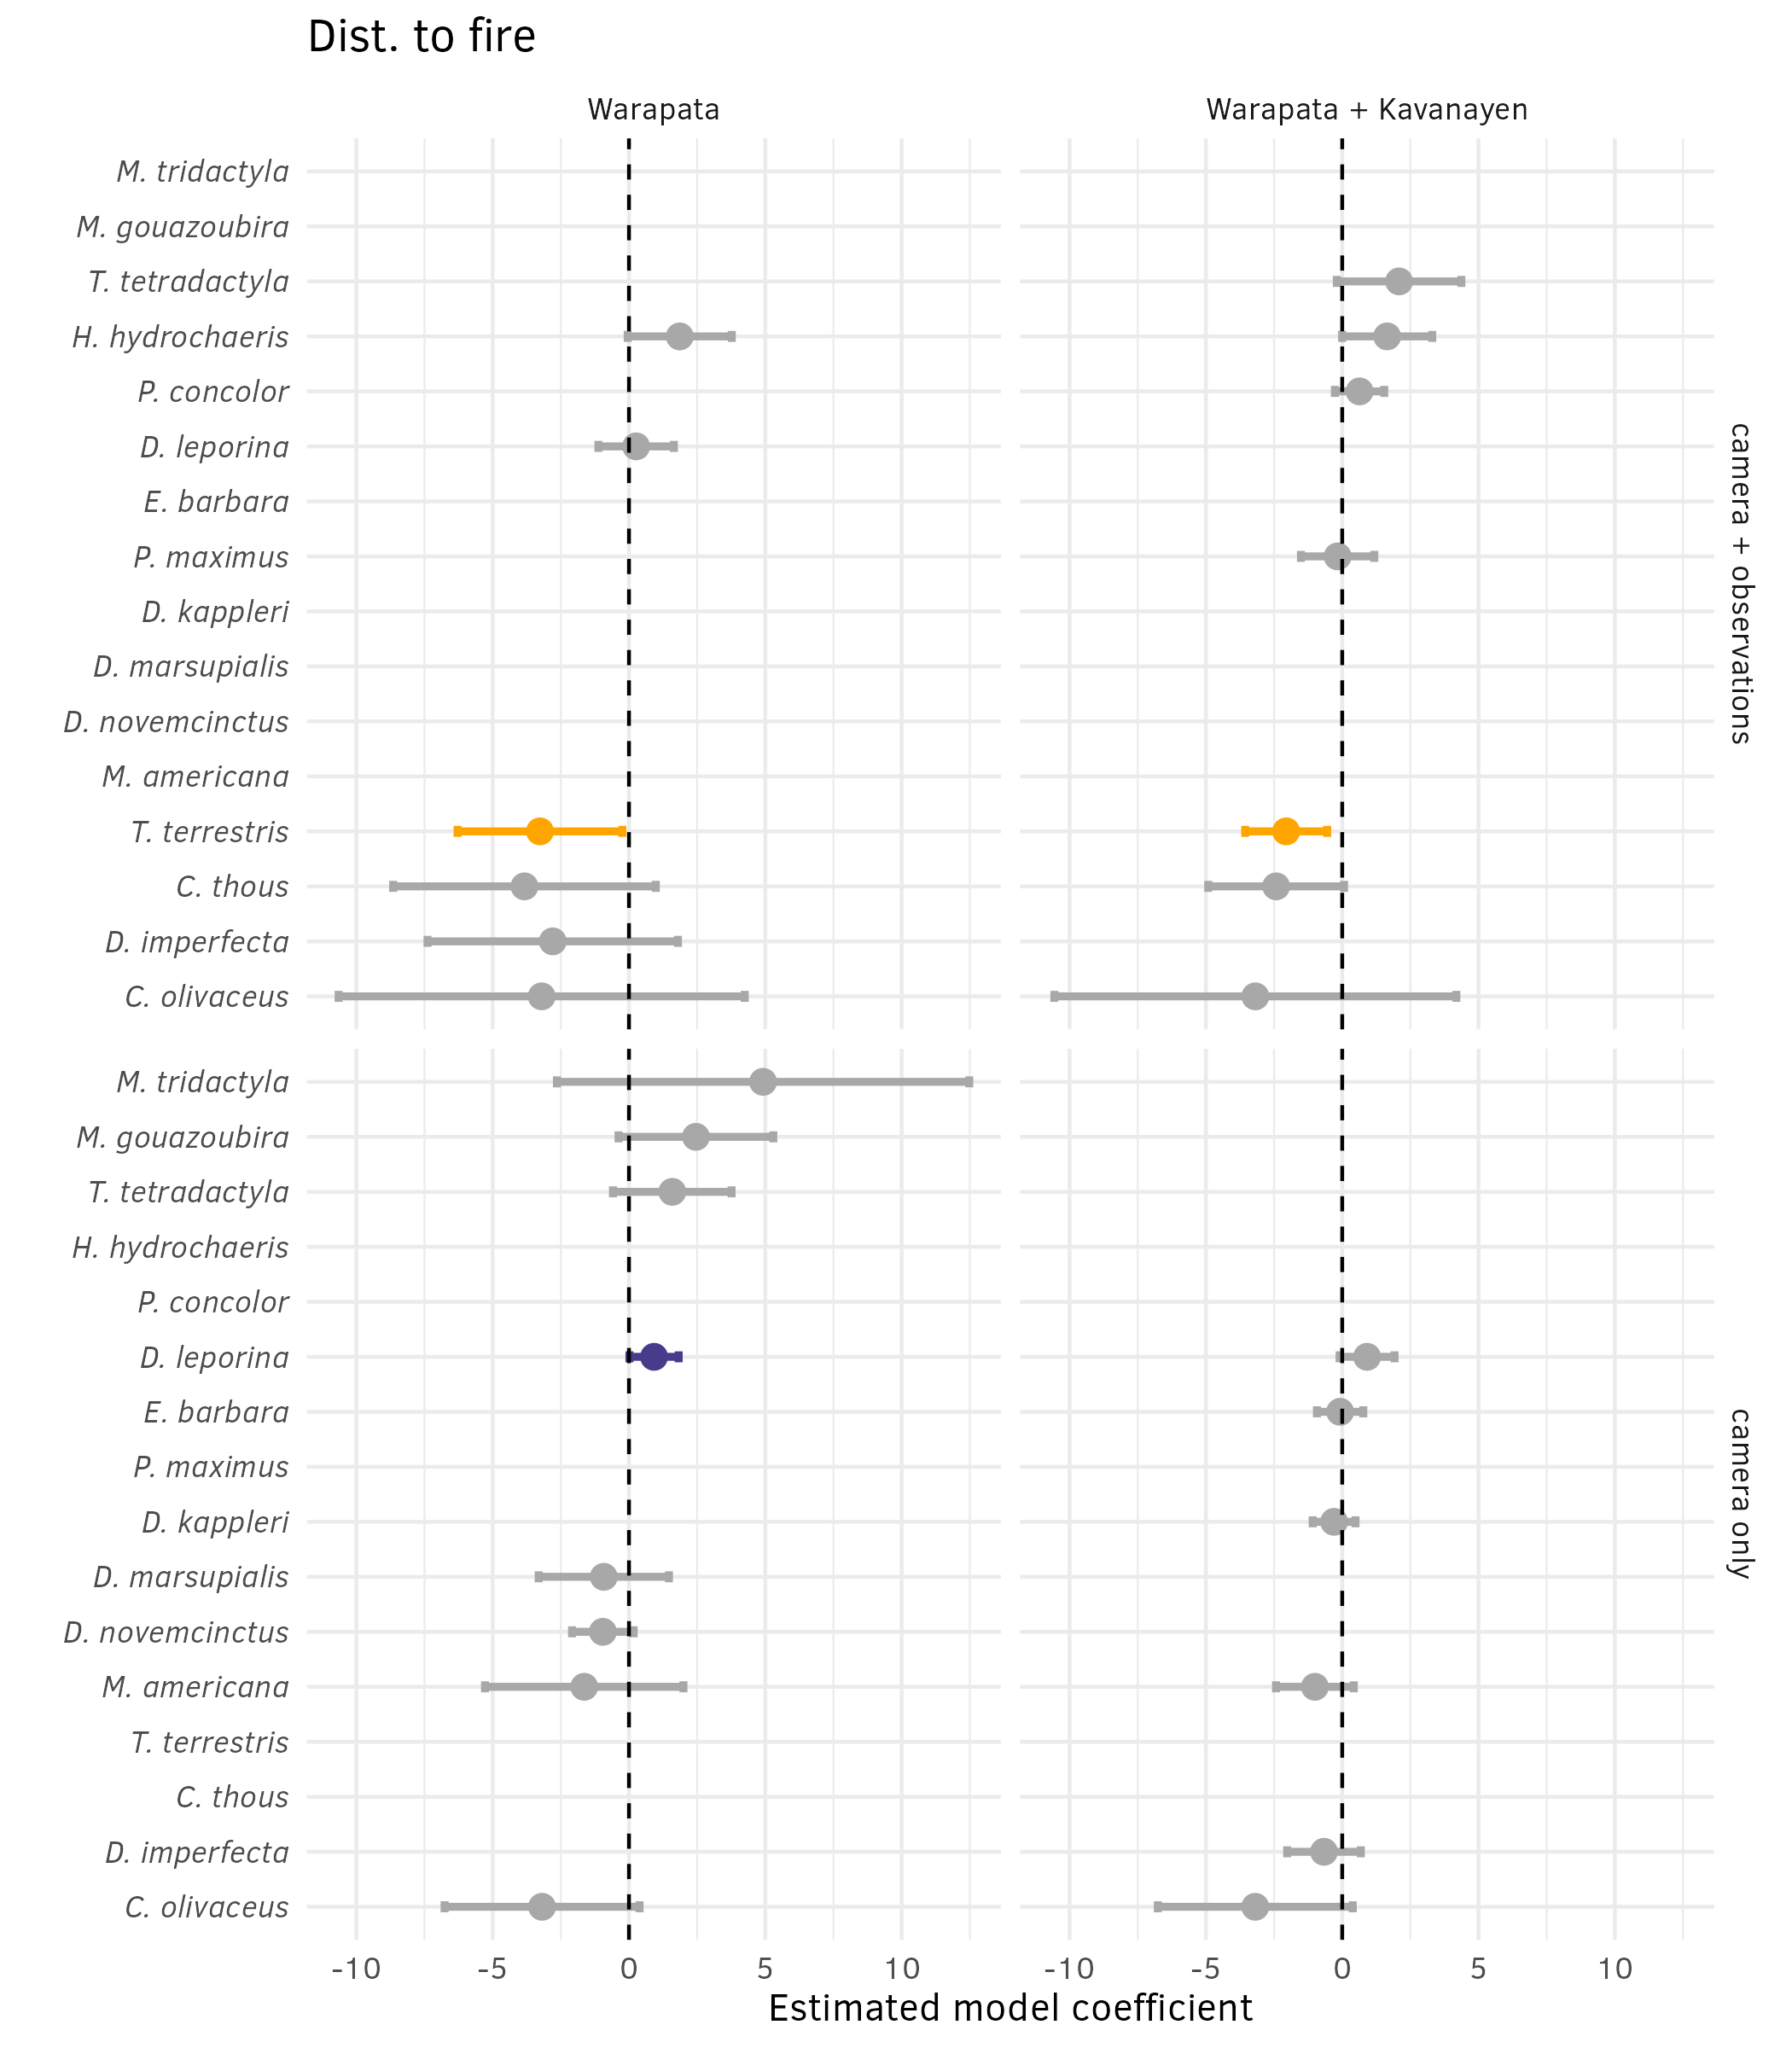 Dist. to fire
Warapata
Warapata + Kavanayen
M. tridactyla
M. gouazoubira
T. tetradactyla
H. hydrochaeris
P. concolor
D. leporina
E. barbara
P. maximus
D. kappleri
D. marsupialis
D. novemcinctus
M. americana
T. terrestris
C. thous
D. imperfecta
C. olivaceus
camera + observations
M. tridactyla
M. gouazoubira
T. tetradactyla
H. hydrochaeris
P. concolor
D. leporina
E. barbara
P. maximus
D. kappleri
D. marsupialis
D. novemcinctus
M. americana
T. terrestris
C. thous
D. imperfecta
C. olivaceus
camera only
-10 -5 0 5 10
-10 -5 0 5 10
Estimated model coefficient